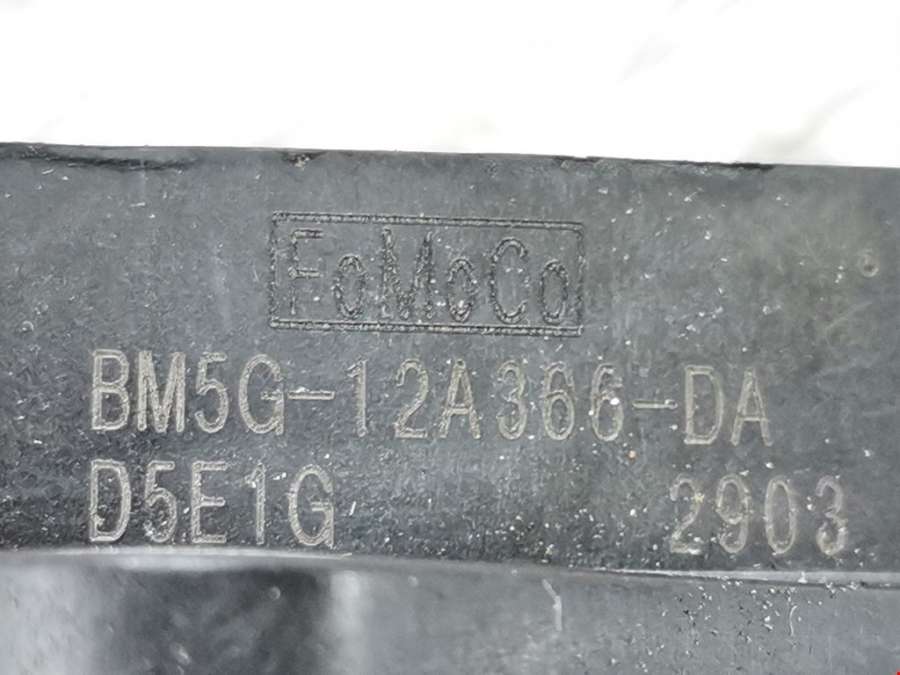 FoMoCo
BM5G-12A366-DA
D5E1G 2903